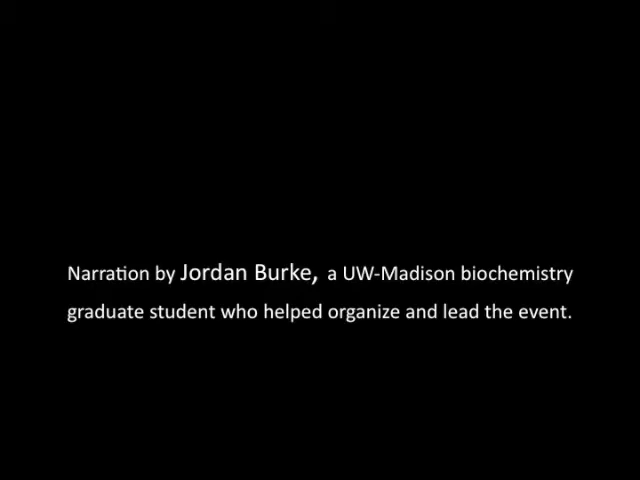 Narration by Jordan Burke, a UW-Madison biochemistry
graduate student who helped organize and lead the event.